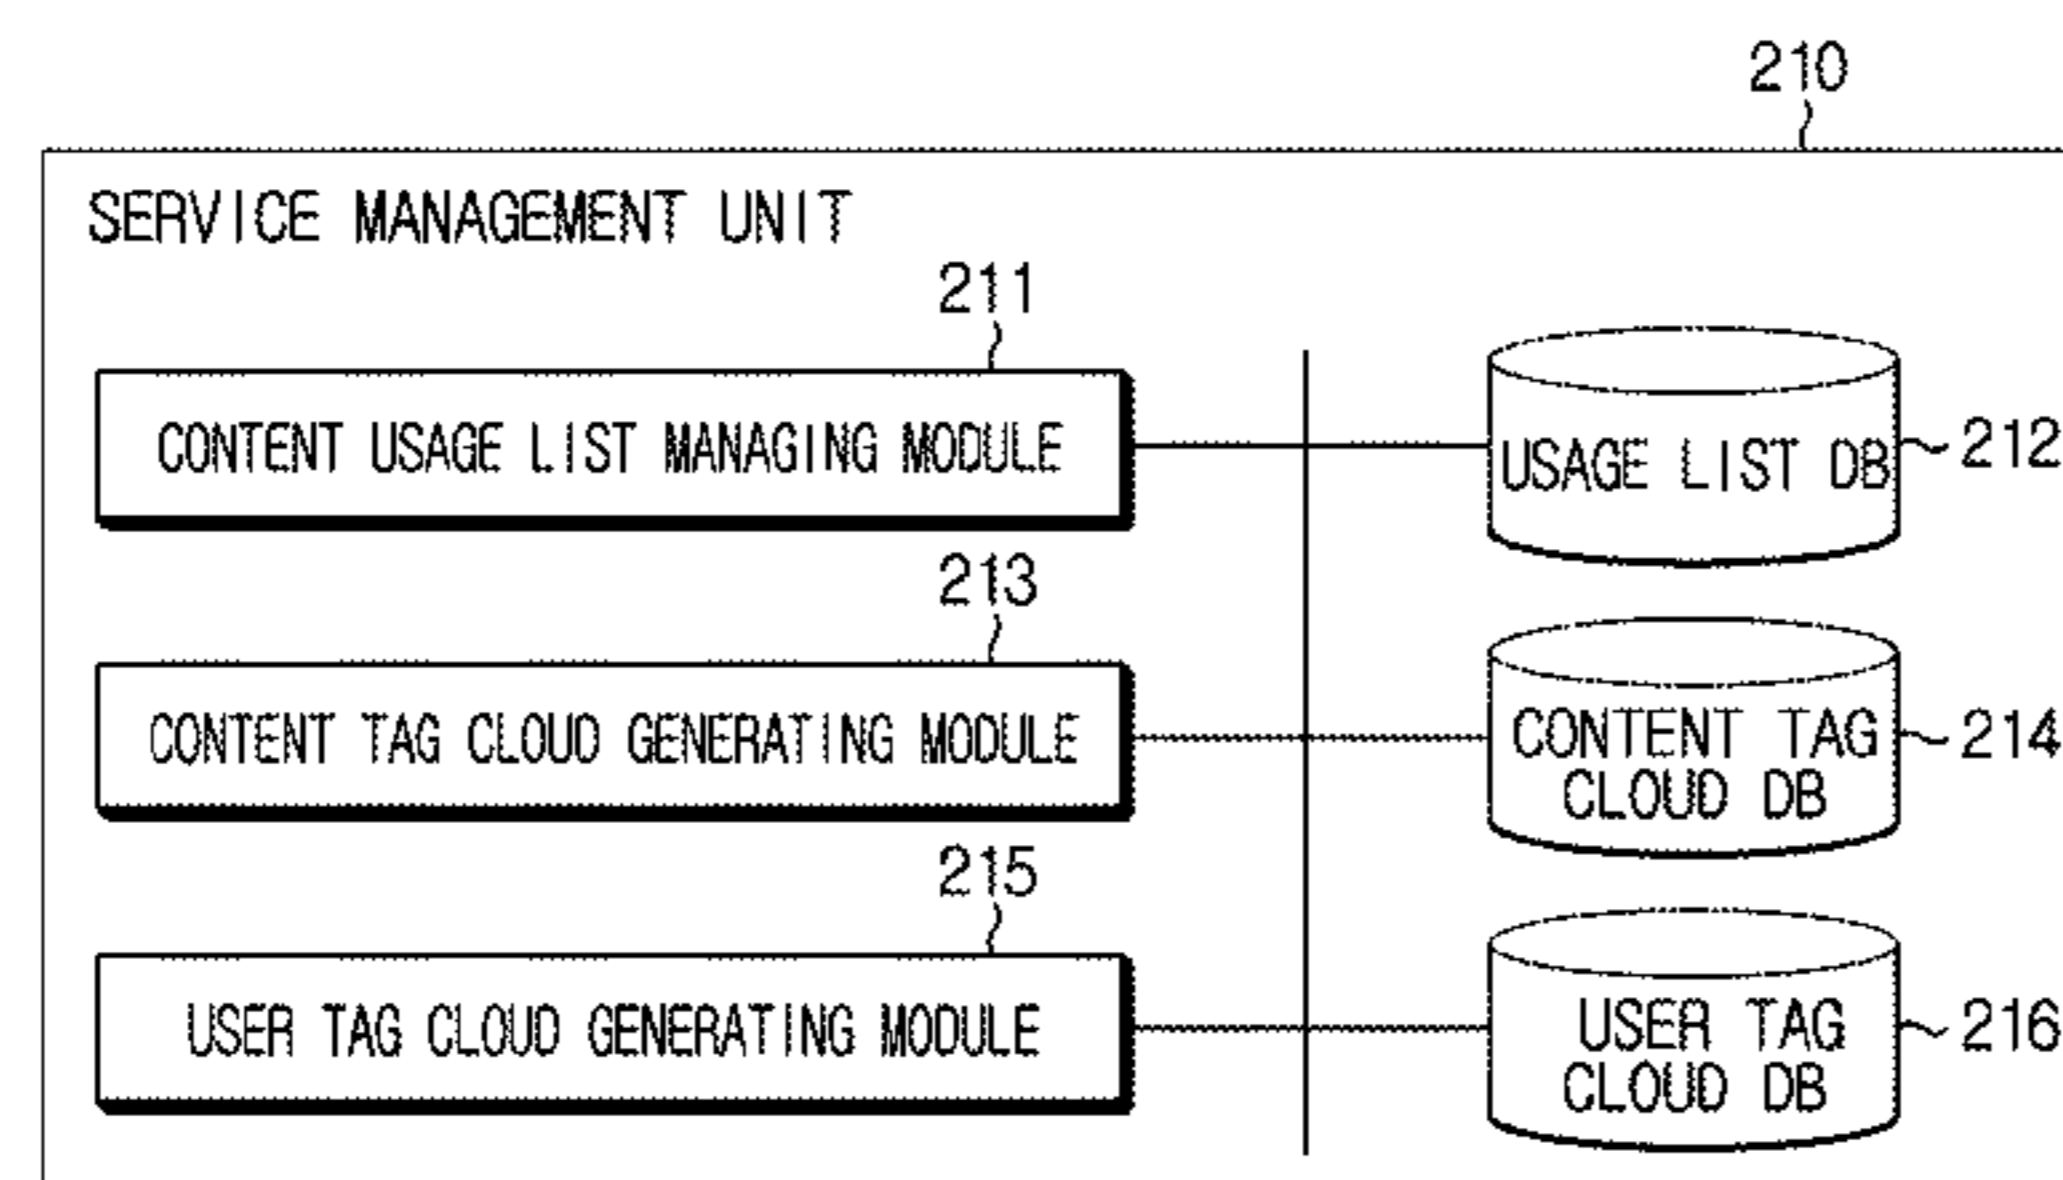 210
SERVICE MANAGEMENT UNIT
211
CONTENT USAGE LIST MANAGING MODULE
USAGE LIST DB
212
213
CONTENT TAG CLOUD GENERATING MODULE
CONTENT TAG
CLOUD DB
214
215
USER TAG CLOUD GENERATING MODULE
USER TAG
CLOUD DB
216